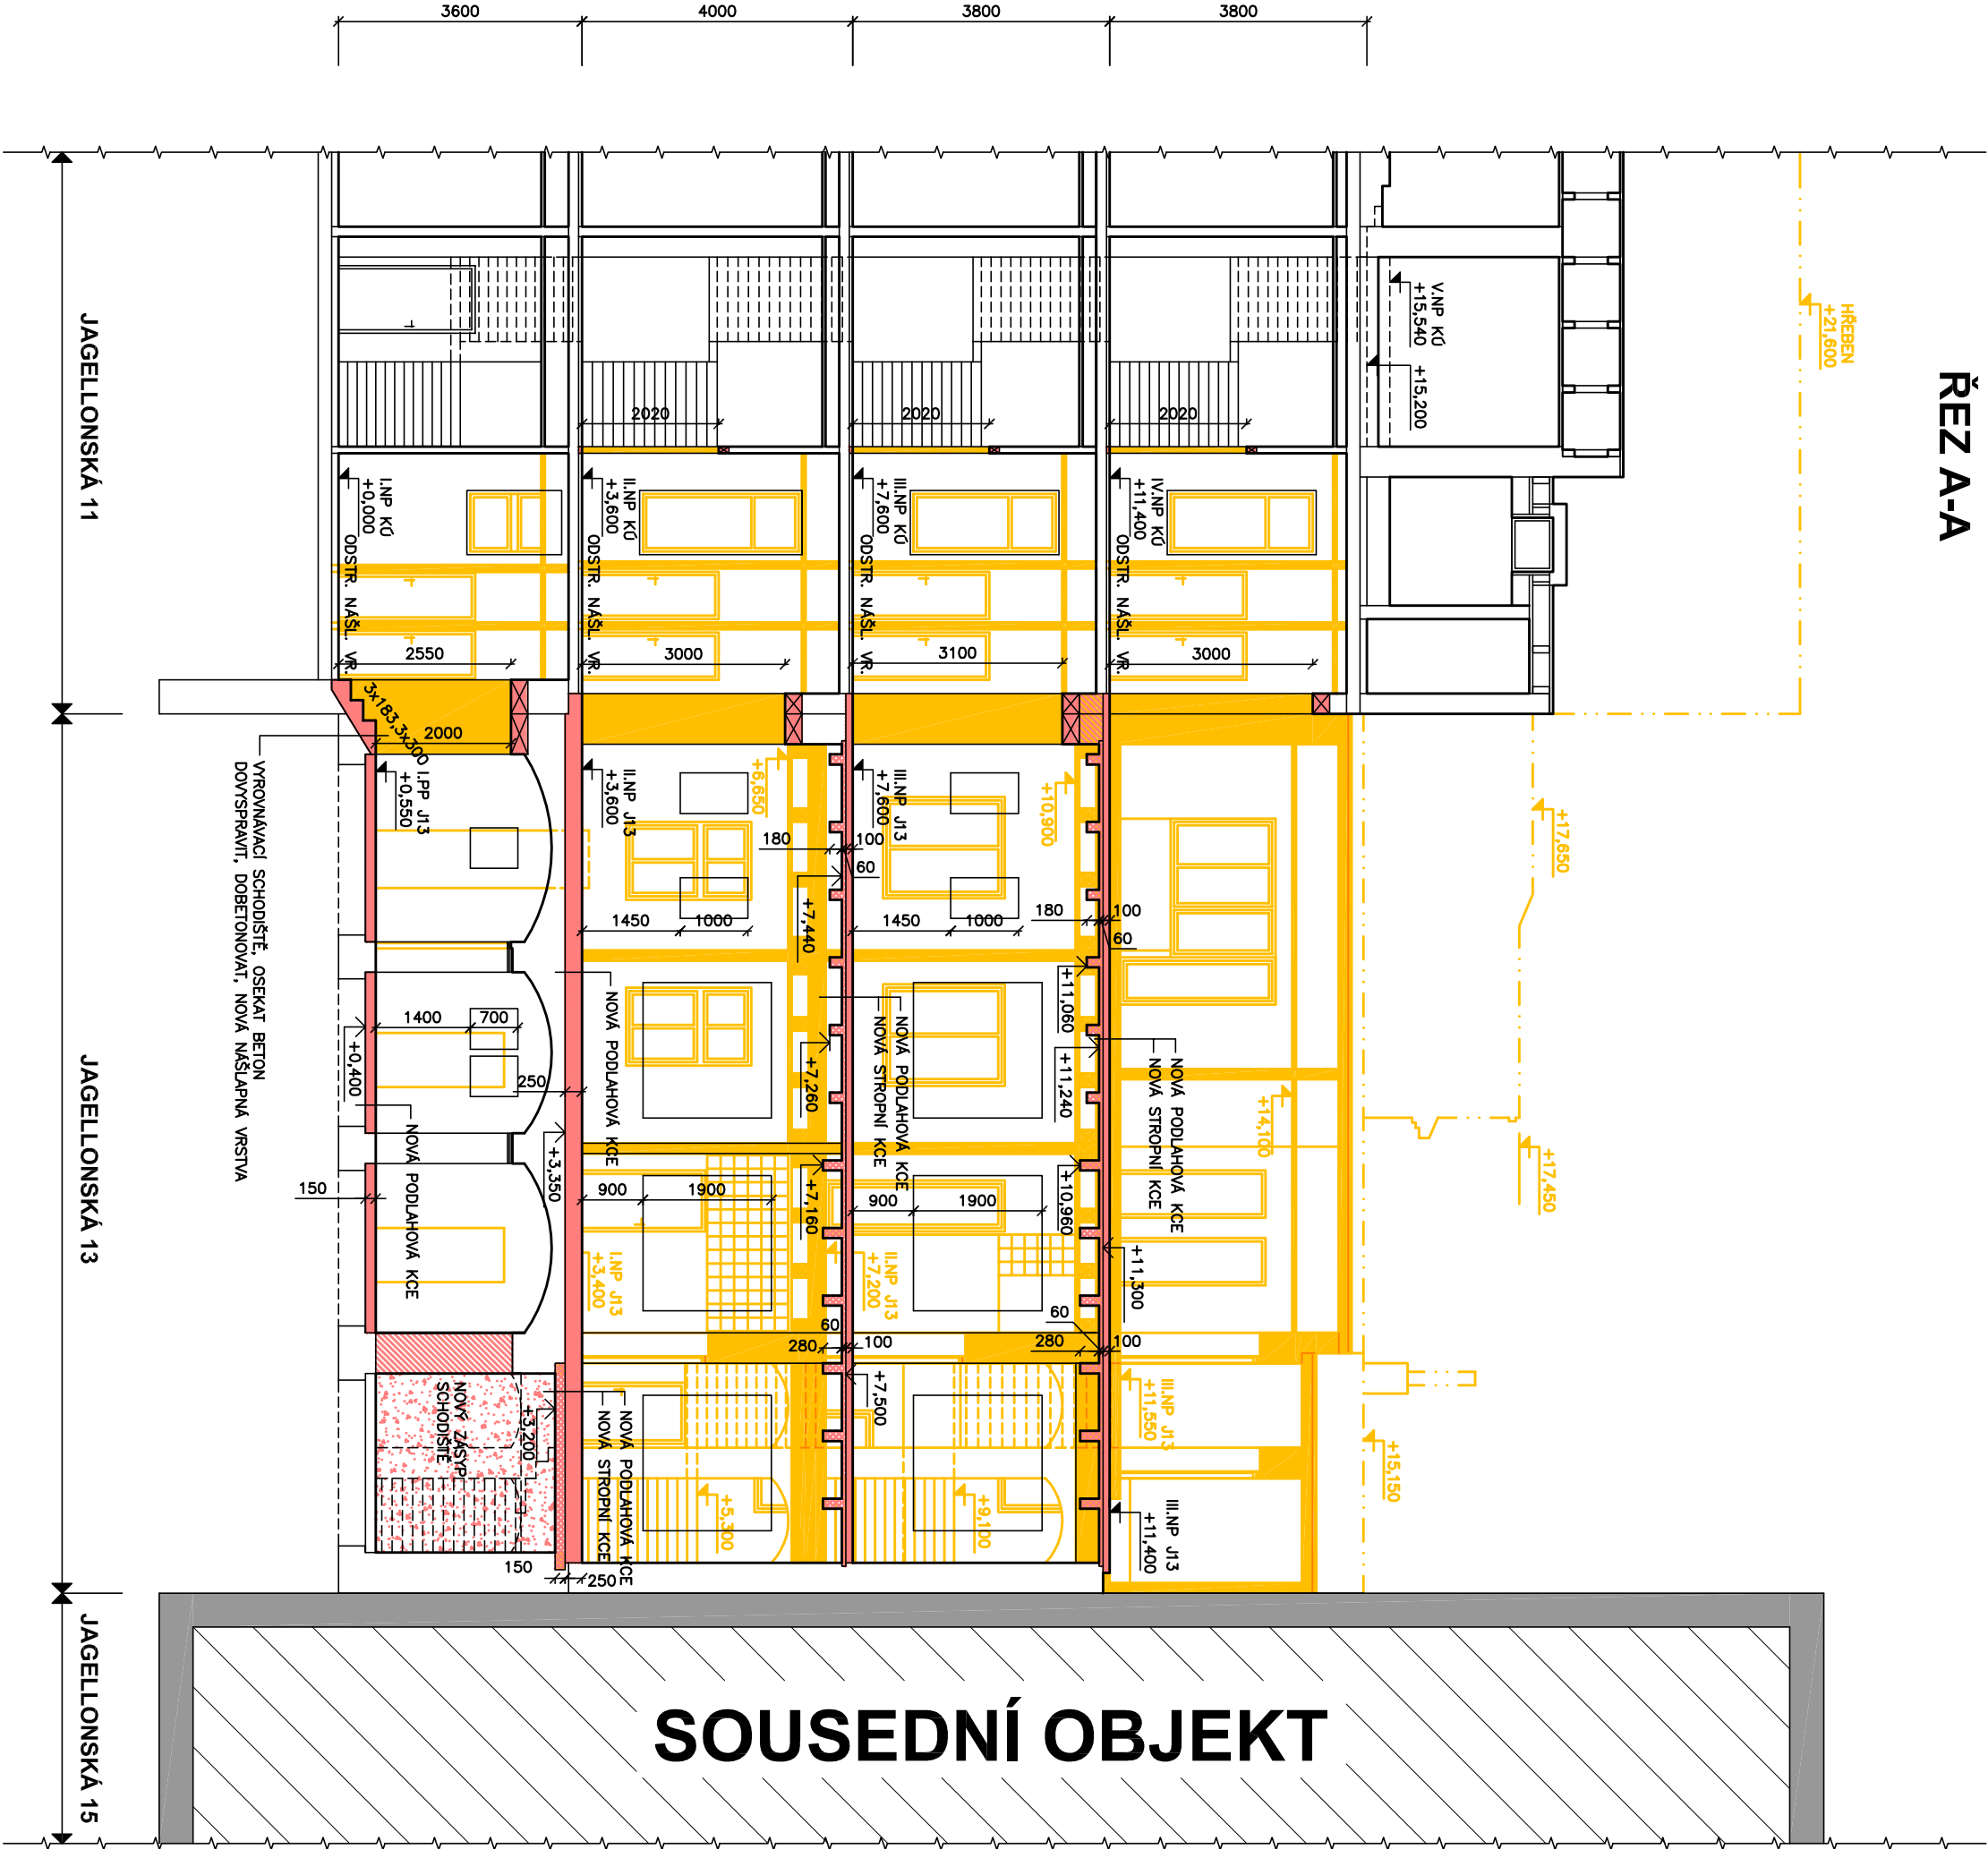 ŘEZ A-A
3600
4000
3800
3800
HŘEBEN
+21,600
V.NP KÚ
+15,540
+15,200
2020
2020
2020
I.NP KÚ
+0,000
II.NP KÚ
+3,600
III.NP KÚ
+7,600
IV.NP KÚ
+11,400
ODSTR. NÁŠL. VR.
ODSTR. NÁŠL. VR.
ODSTR. NÁŠL. VR.
ODSTR. NÁŠL. VR.
2550
3000
3100
3000
3x183,3x300
2000
I.PP J13
+0,550
II.NP J13
+3,600
+6,650
III.NP J13
+7,600
+10,900
+17,650
180
100
60
+7,440
180
100
60
1450
1000
1450
1000
VYROVNÁVACÍ SCHODIŠTĚ, OSEKAT BETON
DOVYSPRAVIT, DOBETONOVAT, NOVÁ NÁŠLAPNÁ VRSTVA
1400
700
+0,400
250
+3,350
NOVÁ PODLAHOVÁ KCE
NOVÁ PODLAHOVÁ KCE
+7,260
NOVÁ PODLAHOVÁ KCE
NOVÁ STROPNÍ KCE
+11,060
+11,240
NOVÁ PODLAHOVÁ KCE
NOVÁ STROPNÍ KCE
+14,100
+17,450
150
900
1900
+7,160
900
1900
+10,960
I.NP J13
+3,400
II.NP J13
+7,200
+11,300
60
280
100
60
280
100
+7,500
III.NP J13
+11,550
+15,150
NOVÝ ZÁSYP
SCHODIŠTĚ
+3,200
NOVÁ PODLAHOVÁ KCE
NOVÁ STROPNÍ KCE
+5,300
+9,100
III.NP J13
+11,400
150
250
JAGELLONSKÁ 11
JAGELLONSKÁ 13
JAGELLONSKÁ 15
SOUSEDNÍ OBJEKT